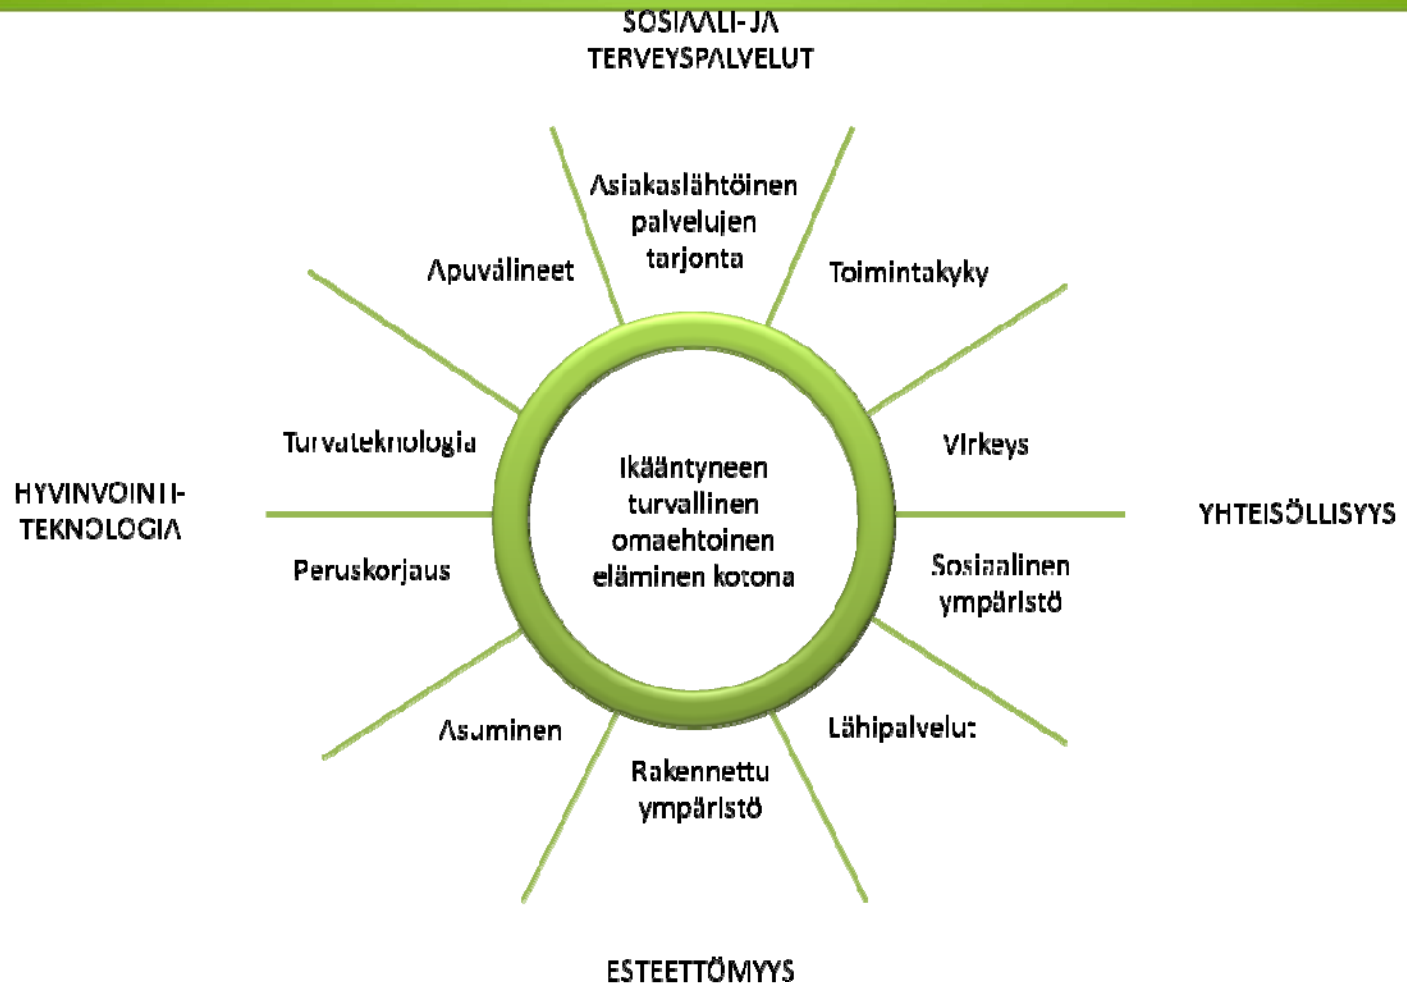 SOSIAALI- JA
TERVEYSPALVELUT
Asiakaslähtöinen
palvelujen
tarjonta
Apuvälineet
Toimintakyky
Turvateknologia
Virkeys
HYVINVOINTI-
TEKNOLOGIA
Ikääntyneen
turvallinen
omaehtoinen
eläminen kotona
YHTEISÖLLISYYS
Peruskorjaus
Sosiaalinen
ympäristö
Asuminen
Lähipalvelut
Rakennettu
ympäristö
ESTEETTÖMYYS